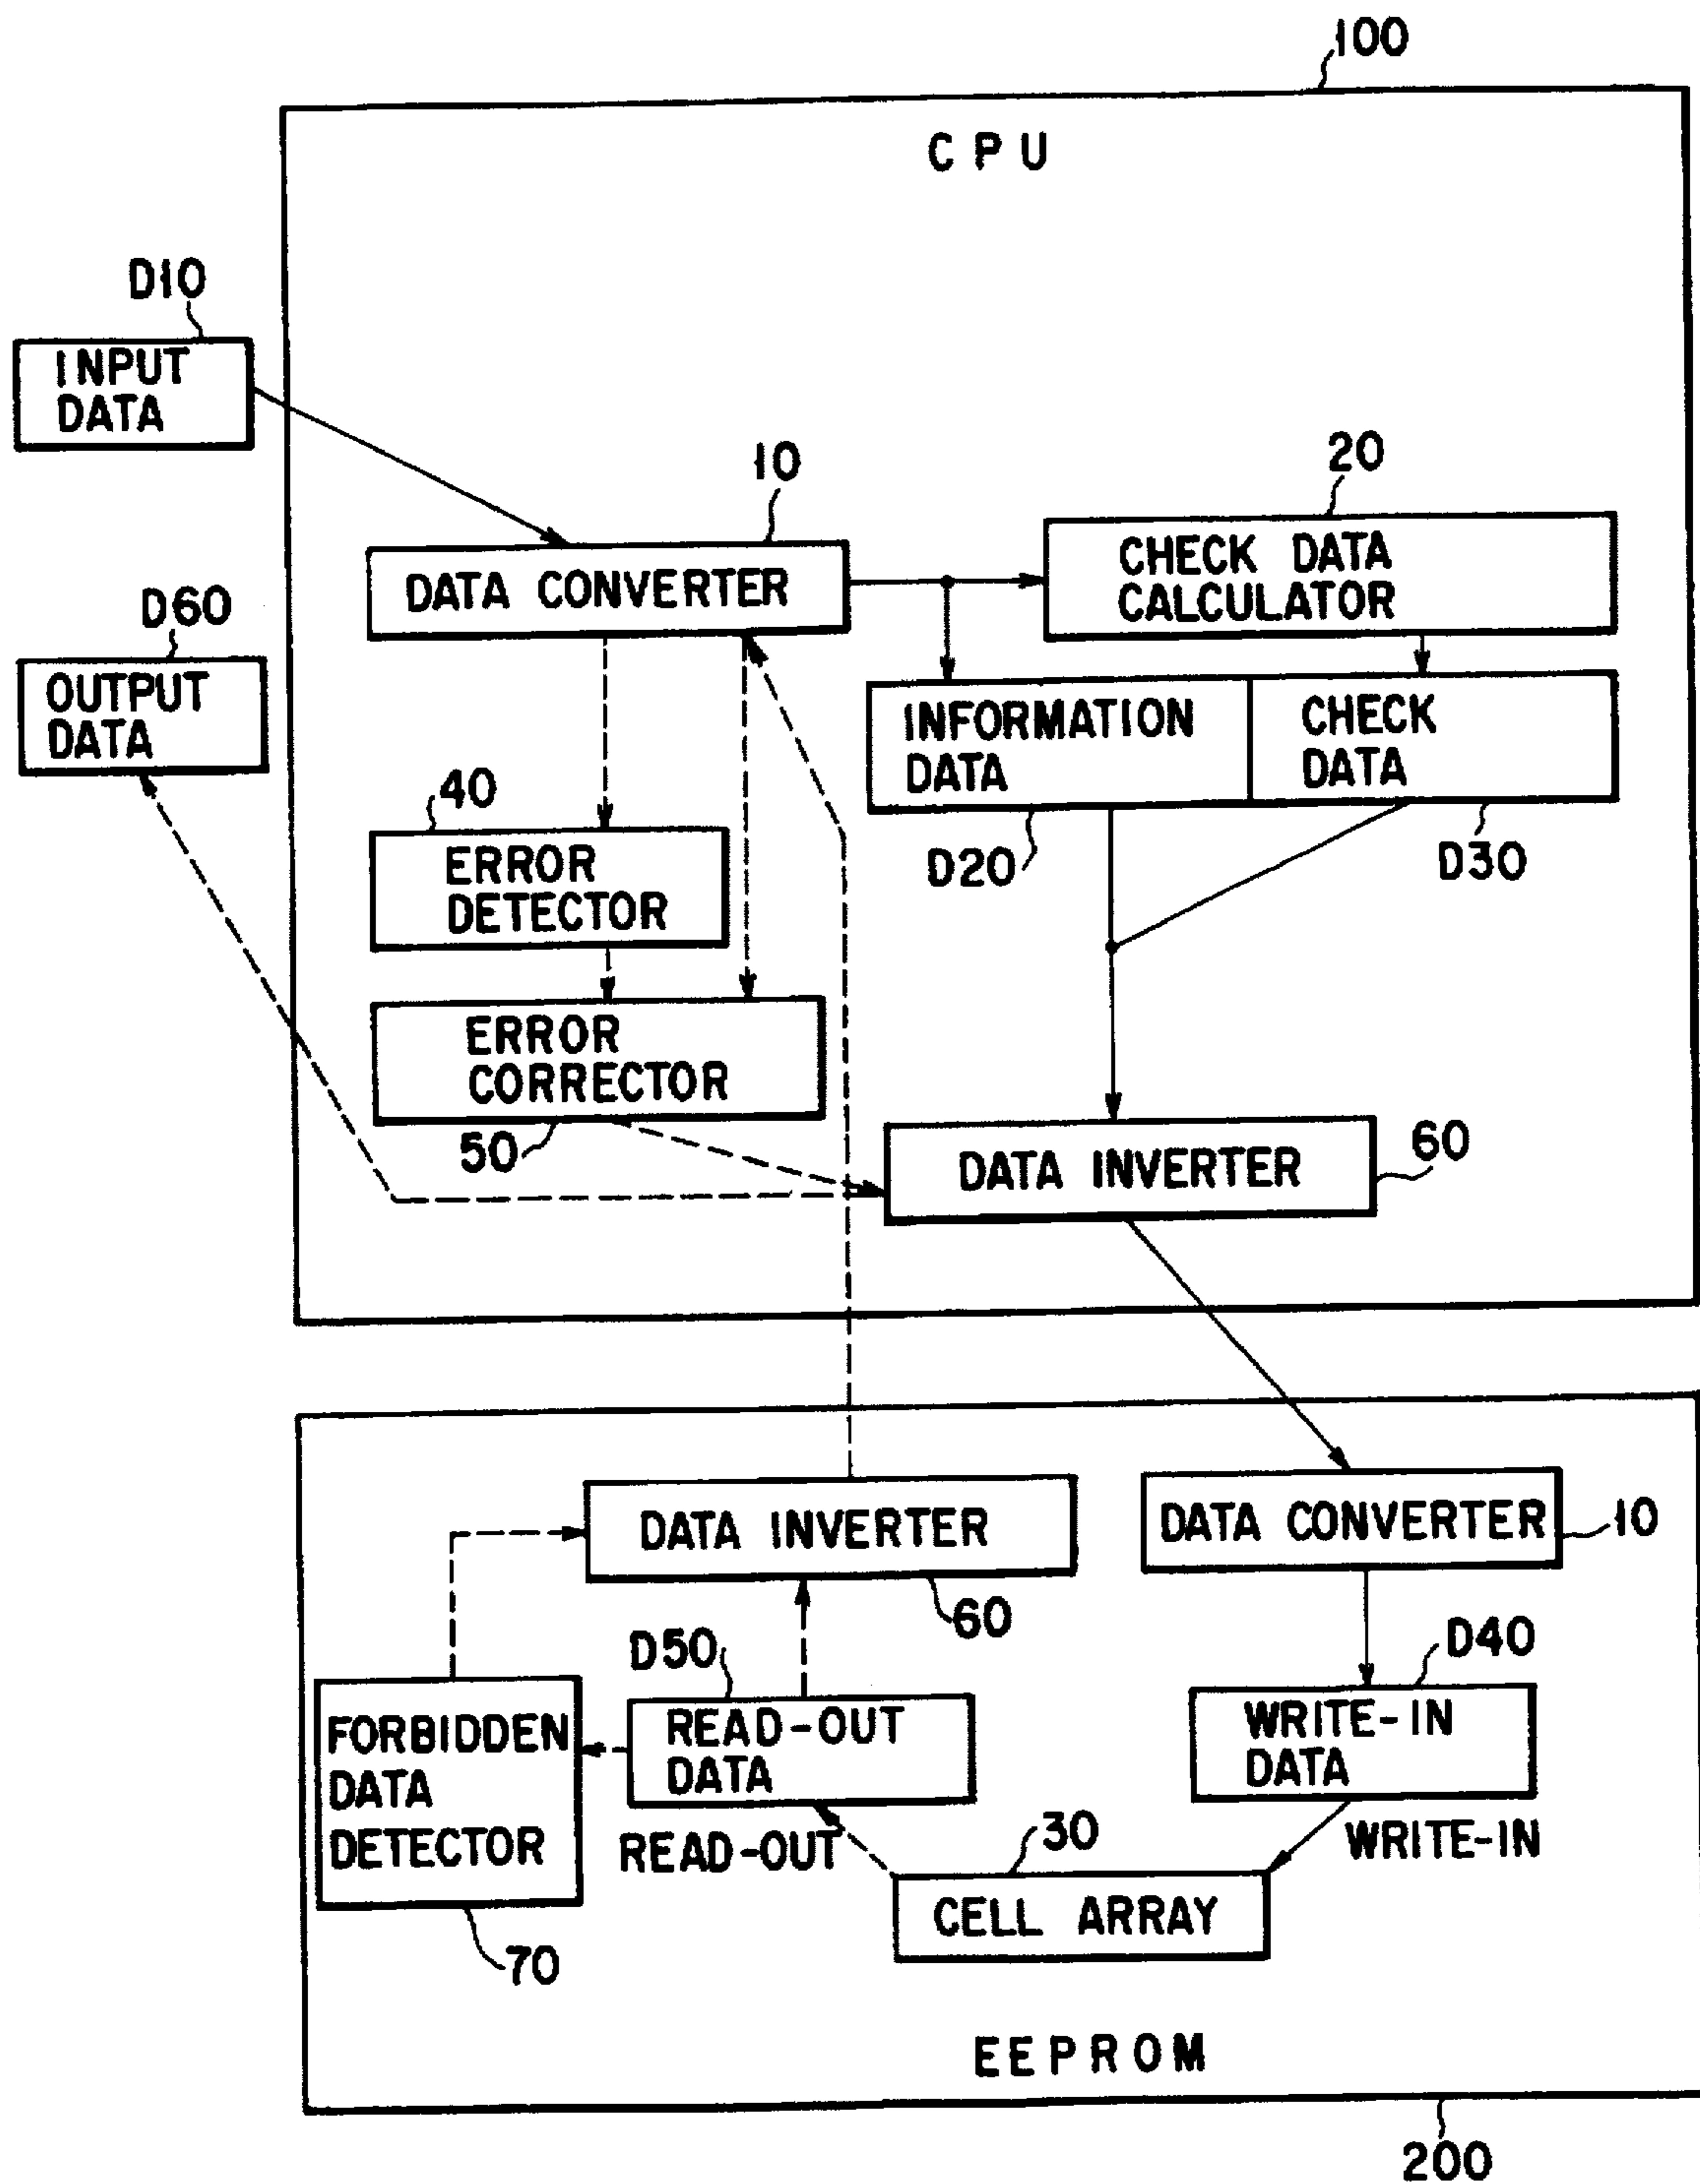 100
CPU
D10
INPUT
DATA
10
20
DATA CONVERTER
CHECK DATA
CALCULATOR
D60
OUTPUT
DATA
INFORMATION
DATA
CHECK
DATA
40
D20
D30
ERROR
DETECTOR
ERROR
CORRECTOR
50
60
DATA INVERTER
DATA INVERTER
DATA CONVERTER
10
60
D50
D40
FORBIDDEN
DATA
DETECTOR
READ-OUT
DATA
WRITE-IN
DATA
READ-OUT
30
WRITE-IN
CELL ARRAY
70
EEPROM
200